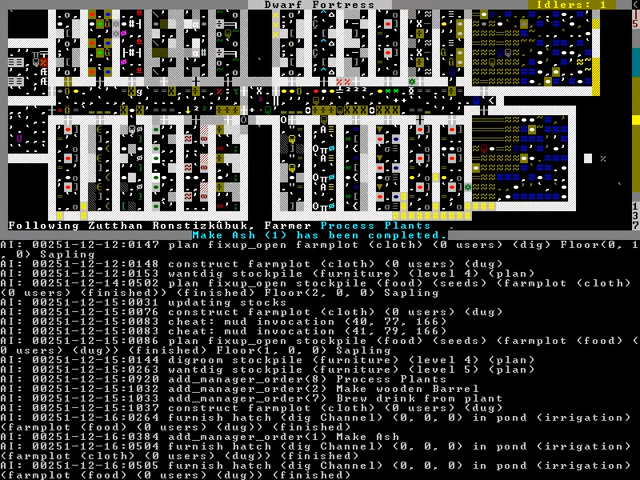 Dwarf Fortress
Idlers: 1
Following Zutthan Ronstizkûbuk, Farmer Process Plants
Make Ash (1) has been completed.
AI: 00251-12-12:0147 plan fixup_open farmplot (cloth) (0 users) (dig) Floor(0, 1
, 0) Sapling
AI: 00251-12-12:0148 construct farmplot (cloth) (0 users) (dug)
AI: 00251-12-12:0153 wantdig stockpile (furniture) (level 4) (plan)
AI: 00251-12-14:0502 plan fixup_open stockpile (food) (seeds) (farmplot (cloth)
(0 users) (finished)) (finished) Floor(2, 0, 0) Sapling
AI: 00251-12-15:0031 updating stocks
AI: 00251-12-15:0076 construct farmplot (cloth) (0 users) (dug)
AI: 00251-12-15:0083 cheat: mud invocation (40, 77, 166)
AI: 00251-12-15:0083 cheat: mud invocation (41, 79, 166)
AI: 00251-12-15:0086 plan fixup_open stockpile (food) (seeds) (farmplot (food) (
0 users) (dug)) (finished) Floor(1, 0, 0) Sapling
AI: 00251-12-15:0144 digroom stockpile (furniture) (level 4) (plan)
AI: 00251-12-15:0263 wantdig stockpile (furniture) (level 5) (plan)
AI: 00251-12-15:0920 add_manager_order(8) Process Plants
AI: 00251-12-15:1032 add_manager_order(2) Make wooden Barrel
AI: 00251-12-15:1033 add_manager_order(7) Brew drink from plant
AI: 00251-12-15:1037 construct farmplot (cloth) (0 users) (dug)
AI: 00251-12-16:0264 furnish hatch (dig Channel) (0, 0, 0) in pond (irrigation)
(farmplot (food) (0 users) (dug)) (finished)
AI: 00251-12-16:0384 add_manager_order(1) Make Ash
AI: 00251-12-16:0504 furnish hatch (dig Channel) (0, 0, 0) in pond (irrigation)
(farmplot (cloth) (0 users) (dug)) (finished)
AI: 00251-12-16:0505 furnish hatch (dig Channel) (0, 0, 0) in pond (irrigation)
(farmplot (food) (0 users) (dug)) (finished)